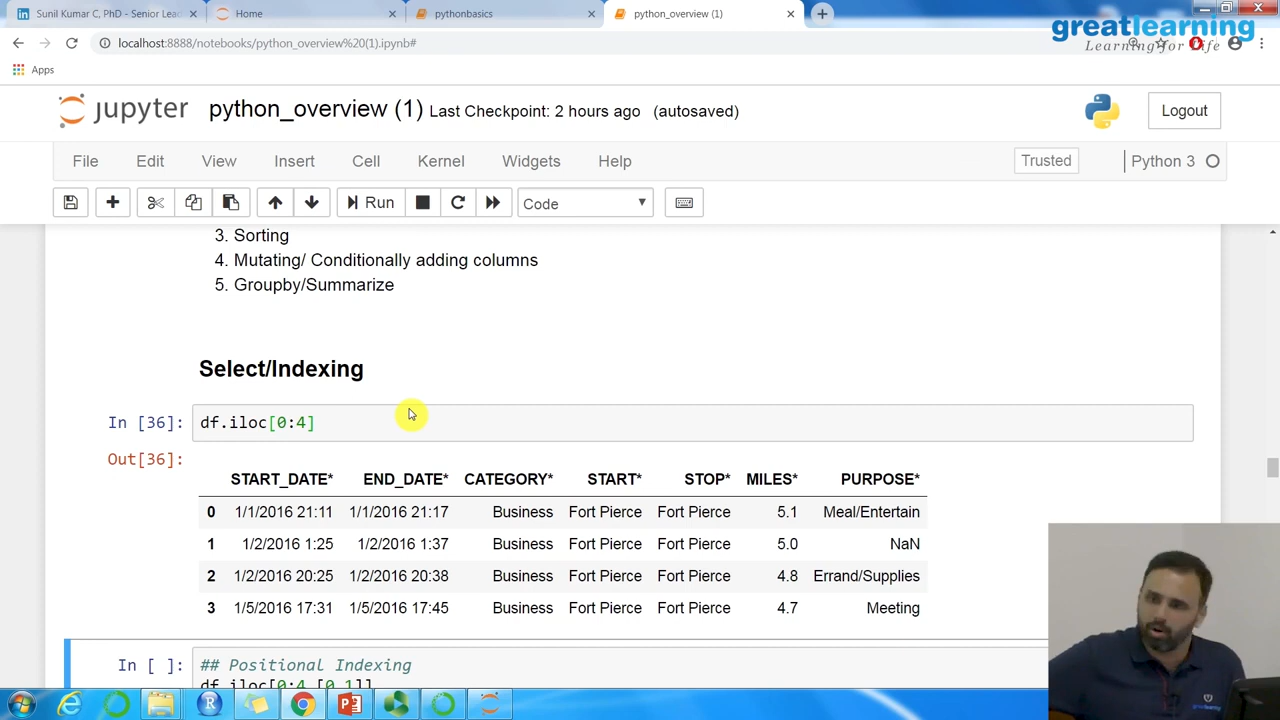 Sunil Kumar C, PhD - Senior Lead
Home
pythonbasics
python_overview (1)
greatlearning
Learning for Life
localhost:8888/notebooks/python_overview%20(1).ipynb#
Apps
jupyter python_overview (1) Last Checkpoint: 2 hours ago (autosaved)
Logout
File Edit View Insert Cell Kernel Widgets Help
Trusted
Python 3
Run
Code
3. Sorting
4. Mutating/ Conditionally adding columns
5. Groupby/Summarize
Select/Indexing
In [36]: df.iloc[0:4]
Out[36]:
START_DATE* END_DATE* CATEGORY* START* STOP* MILES* PURPOSE*
0 1/1/2016 21:11 1/1/2016 21:17 Business Fort Pierce Fort Pierce 5.1 Meal/Entertain
1 1/2/2016 1:25 1/2/2016 1:37 Business Fort Pierce Fort Pierce 5.0 NaN
2 1/2/2016 20:25 1/2/2016 20:38 Business Fort Pierce Fort Pierce 4.8 Errand/Supplies
3 1/5/2016 17:31 1/5/2016 17:45 Business Fort Pierce Fort Pierce 4.7 Meeting
In [ ]: ## Positional Indexing
df.iloc[0:4,[0,1]]